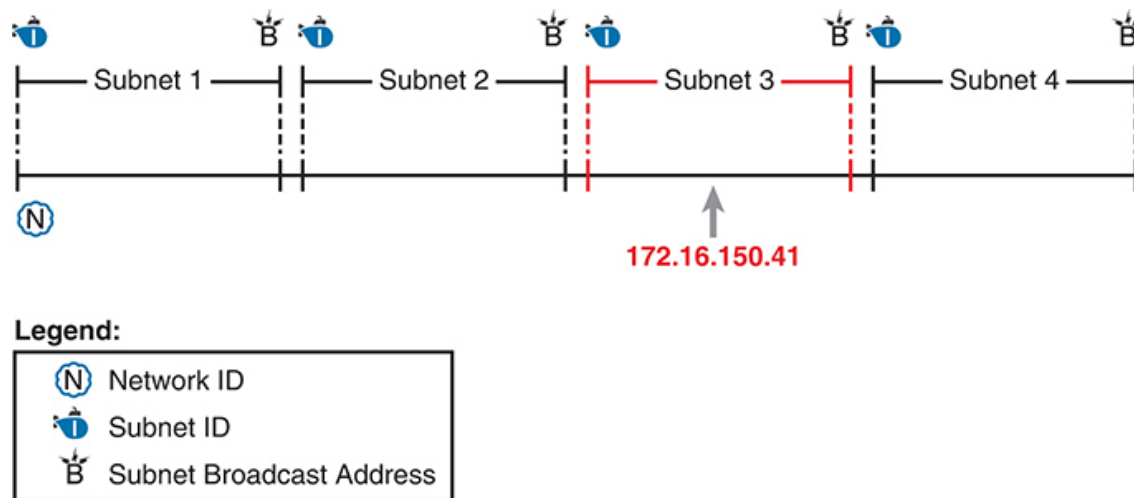 I B I B I B I B
Subnet 1 Subnet 2 Subnet 3 Subnet 4
N
172.16.150.41
Legend:
N Network ID
I Subnet ID
B Subnet Broadcast Address